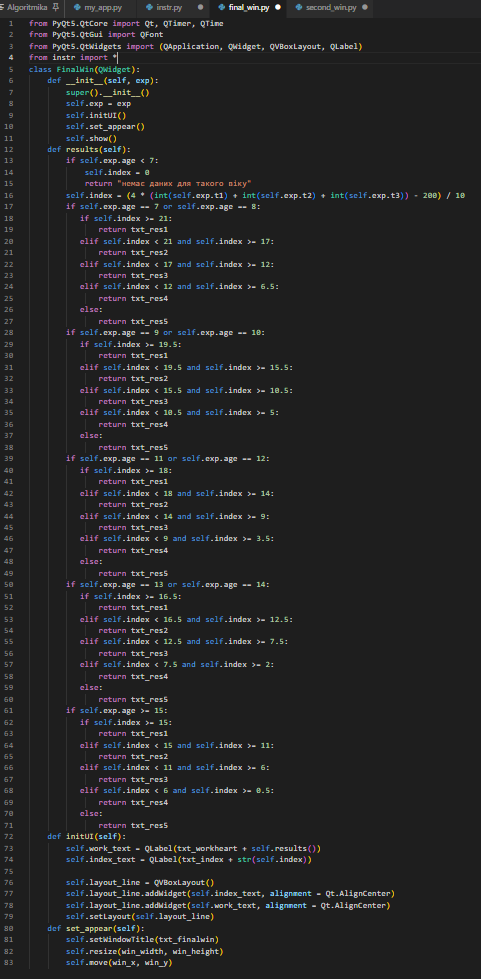 Algoritmika my_app.py instr.py final_win.py second_win.py
1 from PyQt5.QtCore import Qt, QTimer, QTime
2 from PyQt5.QtGui import QFont
3 from PyQt5.QtWidgets import (QApplication, QWidget, QVBoxLayout, QLabel)
4 from instr import *
5 class FinalWin(QWidget):
6 def __init__(self, exp):
7 super().__init__()
8 self.exp = exp
9 self.initUI()
10 self.set_appear()
11 self.show()
12 def results(self):
13 if self.exp.age < 7:
14 self.index = 0
15 return "немає даних для такого віку"
16 self.index = (4 * (int(self.exp.t1) + int(self.exp.t2) + int(self.exp.t3)) - 200) / 10
17 if self.exp.age == 7 or self.exp.age == 8:
18 if self.index >= 21:
19 return txt_res1
20 elif self.index < 21 and self.index >= 17:
21 return txt_res2
22 elif self.index < 17 and self.index >= 12:
23 return txt_res3
24 elif self.index < 12 and self.index >= 6.5:
25 return txt_res4
26 else:
27 return txt_res5
28 if self.exp.age == 9 or self.exp.age == 10:
29 if self.index >= 19.5:
30 return txt_res1
31 elif self.index < 19.5 and self.index >= 15.5:
32 return txt_res2
33 elif self.index < 15.5 and self.index >= 10.5:
34 return txt_res3
35 elif self.index < 10.5 and self.index >= 5:
36 return txt_res4
37 else:
38 return txt_res5
39 if self.exp.age == 11 or self.exp.age == 12:
40 if self.index >= 18:
41 return txt_res1
42 elif self.index < 18 and self.index >= 14:
43 return txt_res2
44 elif self.index < 14 and self.index >= 9:
45 return txt_res3
46 elif self.index < 9 and self.index >= 3.5:
47 return txt_res4
48 else:
49 return txt_res5
50 if self.exp.age == 13 or self.exp.age == 14:
51 if self.index >= 16.5:
52 return txt_res1
53 elif self.index < 16.5 and self.index >= 12.5:
54 return txt_res2
55 elif self.index < 12.5 and self.index >= 7.5:
56 return txt_res3
57 elif self.index < 7.5 and self.index >= 2:
58 return txt_res4
59 else:
60 return txt_res5
61 if self.exp.age >= 15:
62 if self.index >= 15:
63 return txt_res1
64 elif self.index < 15 and self.index >= 11:
65 return txt_res2
66 elif self.index < 11 and self.index >= 6:
67 return txt_res3
68 elif self.index < 6 and self.index >= 0.5:
69 return txt_res4
70 else:
71 return txt_res5
72 def initUI(self):
73 self.work_text = QLabel(txt_workheart + self.results())
74 self.index_text = QLabel(txt_index + str(self.index))
75
76 self.layout_line = QVBoxLayout()
77 self.layout_line.addWidget(self.index_text, alignment = Qt.AlignCenter)
78 self.layout_line.addWidget(self.work_text, alignment = Qt.AlignCenter)
79 self.setLayout(self.layout_line)
80 def set_appear(self):
81 self.setWindowTitle(txt_finalwin)
82 self.resize(win_width, win_height)
83 self.move(win_x, win_y)